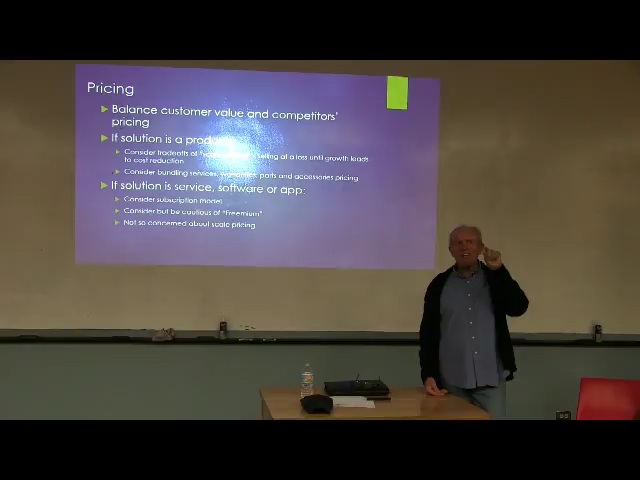 Pricing
Balance customer value and competitors'
pricing
If solution is a product
Consider tradeoffs of selling at a loss until growth leads
to cost reduction
Consider bundling services, warranties, parts and accessories pricing
If solution is service, software or app:
Consider subscription model
Consider but be cautious of "Freemium"
Not so concerned about scale pricing